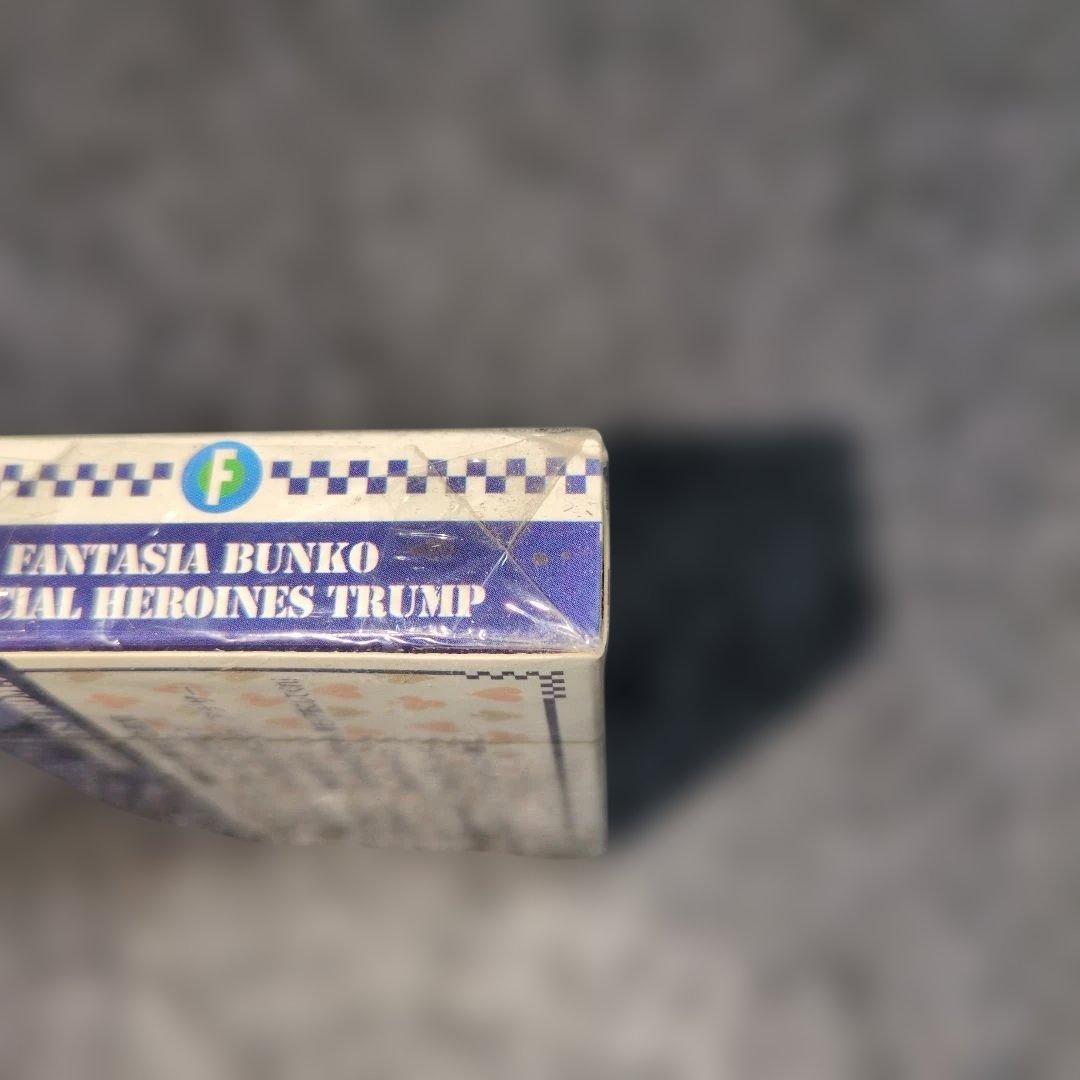 F
FANTASIA BUNKO
CIAL HEROINES TRUMP